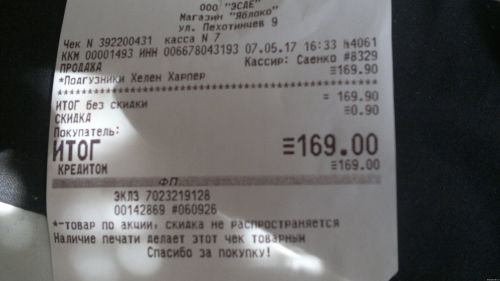 ООО "ЭСДЕ"
Магазин "Яблоко"
ул. Пехотинцев 9
Чек N 392200431 касса N 7
ККМ 00001493 ИНН 006678043193 07.05.17 16:33 №4061
ПРОДАЖА Кассир: Саенко #8329
*Подгузники Хелен Харпер ≡169.90
ИТОГ без скидки = 169.90
СКИДКА ≡0.90
Покупатель:
ИТОГ ≡169.00
КРЕДИТОМ ≡169.00
ФП
ЭКЛЗ 7023219128
00142869 #060926
*-товар по акции, скидка не распространяется
Наличие печати делает этот чек товарным
Спасибо за покупку!